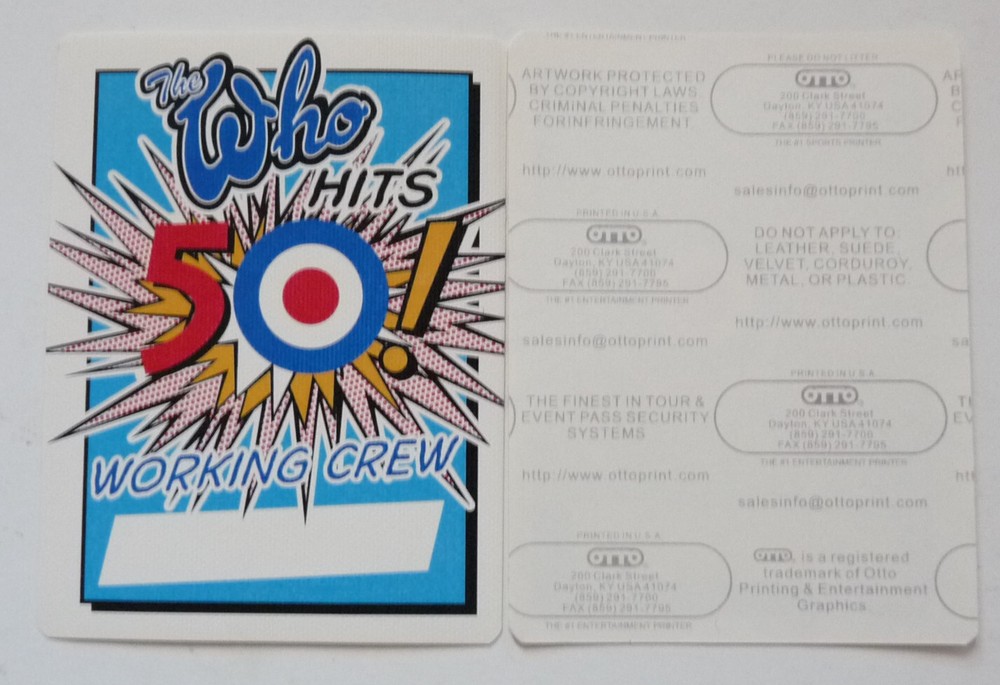 The
Who
HITS
50!
WORKING CREW
THE #1 ENTERTAINMENT PRINTER
PLEASE DO NOT LITTER
ARTWORK PROTECTED
BY COPYRIGHT LAWS.
CRIMINAL PENALTIES
FOR INFRINGEMENT.
OTTO
200 Clark Street
Dayton, KY USA 41074
(859) 291-7700
FAX (859) 291-7795
THE #1 SPORTS PRINTER
http://www.ottoprint.com
salesinfo@ottoprint.com
PRINTED IN U.S.A.
OTTO
200 Clark Street
Dayton, KY USA 41074
(859) 291-7700
FAX (859) 291-7795
THE #1 ENTERTAINMENT PRINTER
DO NOT APPLY TO:
LEATHER, SUEDE,
VELVET, CORDUROY,
METAL, OR PLASTIC.
http://www.ottoprint.com
salesinfo@ottoprint.com
PRINTED IN U.S.A.
THE FINEST IN TOUR &
EVENT PASS SECURITY
SYSTEMS
OTTO
200 Clark Street
Dayton, KY USA 41074
(859) 291-7700
FAX (859) 291-7795
THE #1 ENTERTAINMENT PRINTER
http://www.ottoprint.com
salesinfo@ottoprint.com
PRINTED IN U.S.A.
OTTO
200 Clark Street
Dayton, KY USA 41074
(859) 291-7700
FAX (859) 291-7795
THE #1 ENTERTAINMENT PRINTER
OTTO is a registered
trademark of Otto
Printing & Entertainment
Graphics.